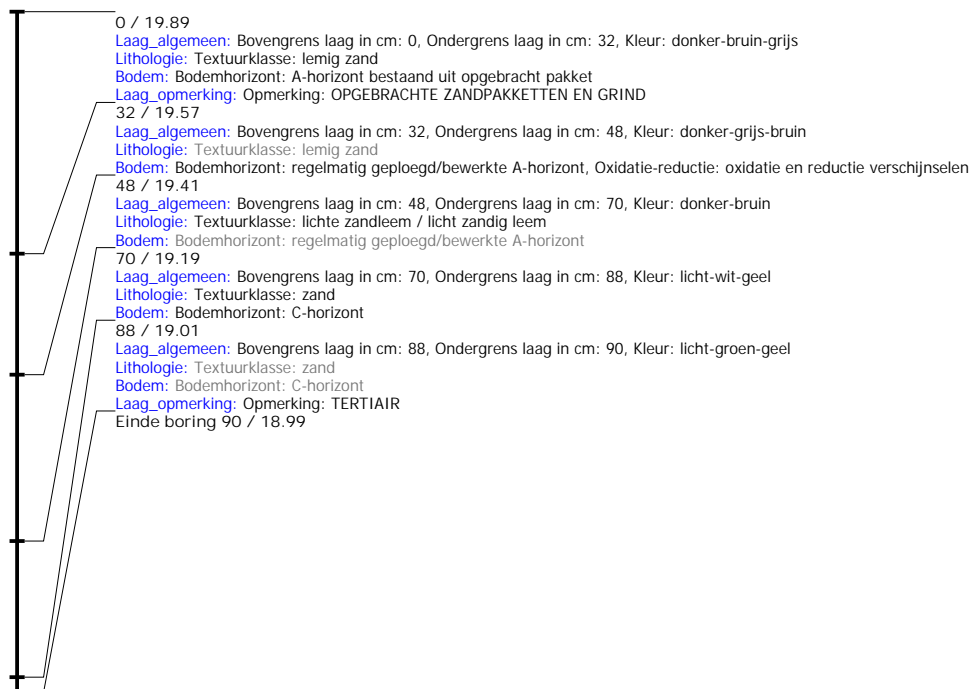 0 / 19.89
Laag_algemeen: Bovengrens laag in cm: 0, Ondergrens laag in cm: 32, Kleur: donker-bruin-grijs
Lithologie: Textuurklasse: lemig zand
Bodem: Bodemhorizont: A-horizont bestaand uit opgebracht pakket
Laag_opmerking: Opmerking: OPGEBRACHTE ZANDPAKKETTEN EN GRIND
32 / 19.57
Laag_algemeen: Bovengrens laag in cm: 32, Ondergrens laag in cm: 48, Kleur: donker-grijs-bruin
Lithologie: Textuurklasse: lemig zand
Bodem: Bodemhorizont: regelmatig geploegd/bewerkte A-horizont, Oxidatie-reductie: oxidatie en reductie verschijnselen
48 / 19.41
Laag_algemeen: Bovengrens laag in cm: 48, Ondergrens laag in cm: 70, Kleur: donker-bruin
Lithologie: Textuurklasse: lichte zandleem / licht zandig leem
Bodem: Bodemhorizont: regelmatig geploegd/bewerkte A-horizont
70 / 19.19
Laag_algemeen: Bovengrens laag in cm: 70, Ondergrens laag in cm: 88, Kleur: licht-wit-geel
Lithologie: Textuurklasse: zand
Bodem: Bodemhorizont: C-horizont
88 / 19.01
Laag_algemeen: Bovengrens laag in cm: 88, Ondergrens laag in cm: 90, Kleur: licht-groen-geel
Lithologie: Textuurklasse: zand
Bodem: Bodemhorizont: C-horizont
Laag_opmerking: Opmerking: TERTIAIR
Einde boring 90 / 18.99